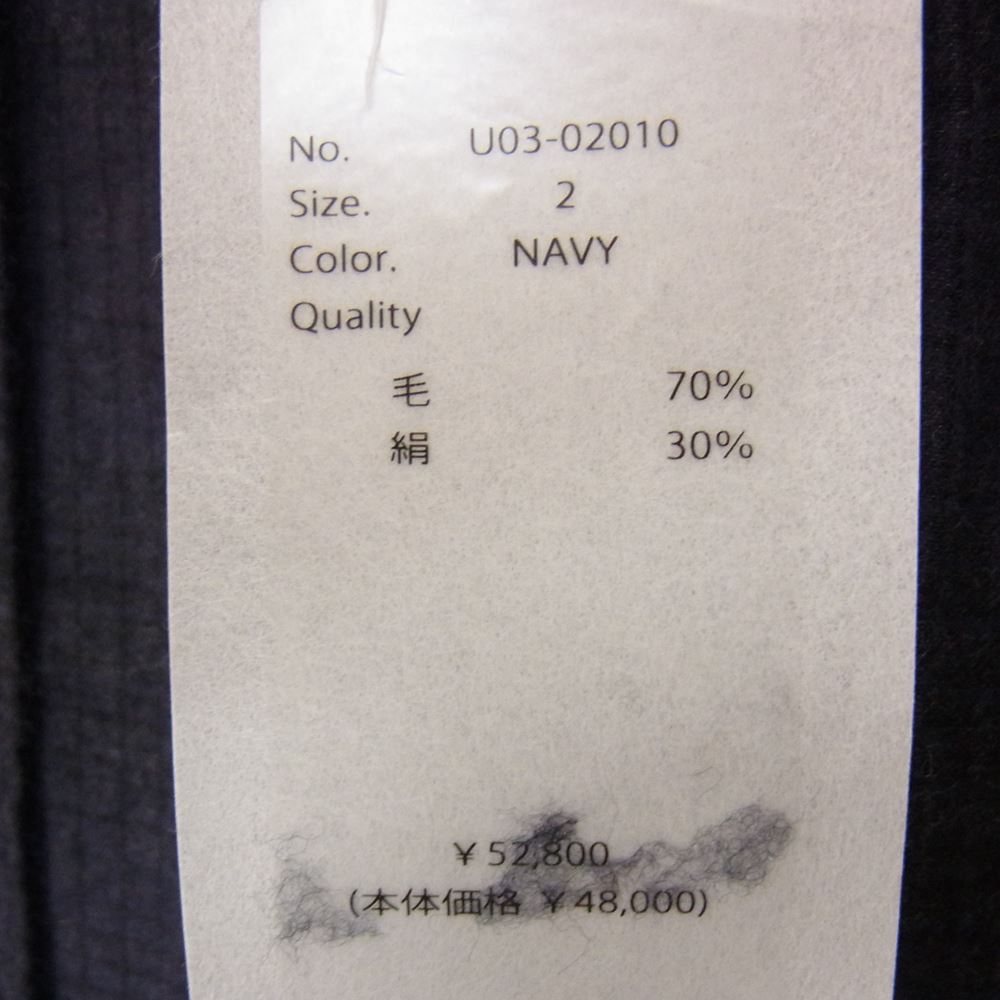 No. U03-02010
Size. 2
Color. NAVY
Quality
毛 70%
絹 30%
¥ 52,800
(本体価格 ¥ 48,000)